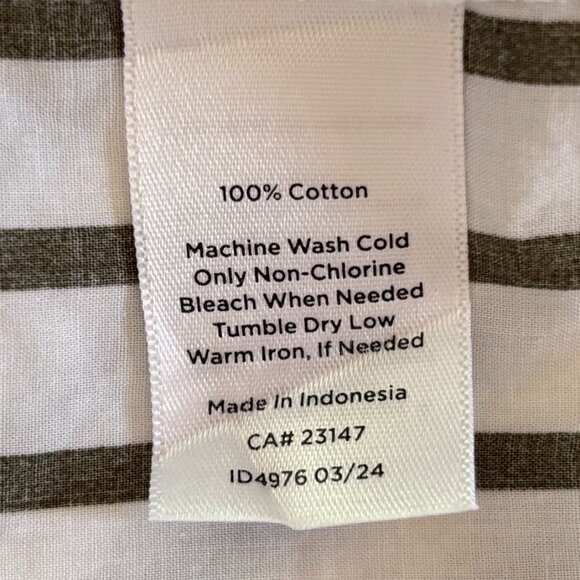 100% Cotton
Machine Wash Cold
Only Non-Chlorine
Bleach When Needed
Tumble Dry Low
Warm Iron, If Needed
Made In Indonesia
CA# 23147
ID4976 03/24